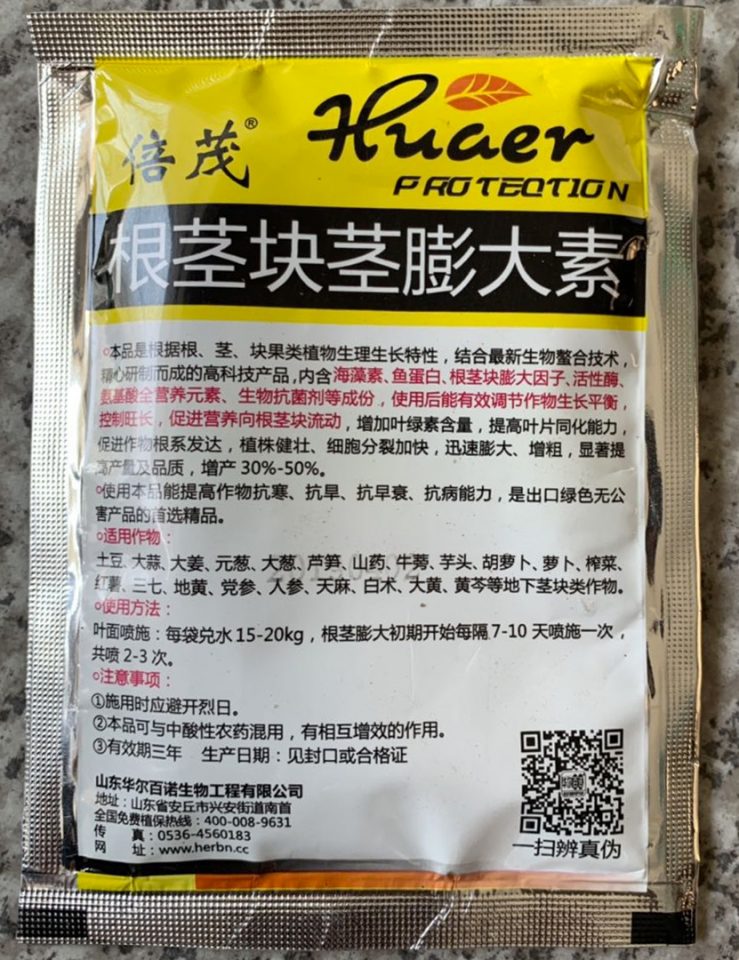 倍茂®
Huaer
PROTECTION
根茎块茎膨大素
本品是根据根、茎、块果类植物生理生长特性，结合最新生物螯合技术，
精心研制而成的高科技产品,内含海藻素、鱼蛋白、根茎块膨大因子、活性酶、
氨基酸全营养元素、生物抗菌剂等成份，使用后能有效调节作物生长平衡，
控制旺长，促进营养向根茎块流动，增加叶绿素含量，提高叶片同化能力，
促进作物根系发达，植株健壮、细胞分裂加快，迅速膨大、增粗，显著提
高产量及品质，增产30%-50%。
使用本品能提高作物抗寒、抗旱、抗早衰、抗病能力，是出口绿色无公
害产品的首选精品。
适用作物：
土豆、大蒜、大姜、元葱、大葱、芦笋、山药、牛蒡、芋头、胡萝卜、萝卜、榨菜、
红薯、三七、地黄、党参、人参、天麻、白术、大黄、黄芩等地下茎块类作物。
使用方法：
叶面喷施：每袋兑水15-20kg，根茎膨大初期开始每隔7-10天喷施一次，
共喷2-3次。
注意事项：
①施用时应避开烈日。
②本品可与中酸性农药混用，有相互增效的作用。
③有效期三年 生产日期：见封口或合格证
山东华尔百诺生物工程有限公司
地址：山东省安丘市兴安街道南首
全国免费植保热线：400-008-9631
传 真：0536-4560183
网 址：www.herbn.cc
一扫辨真伪